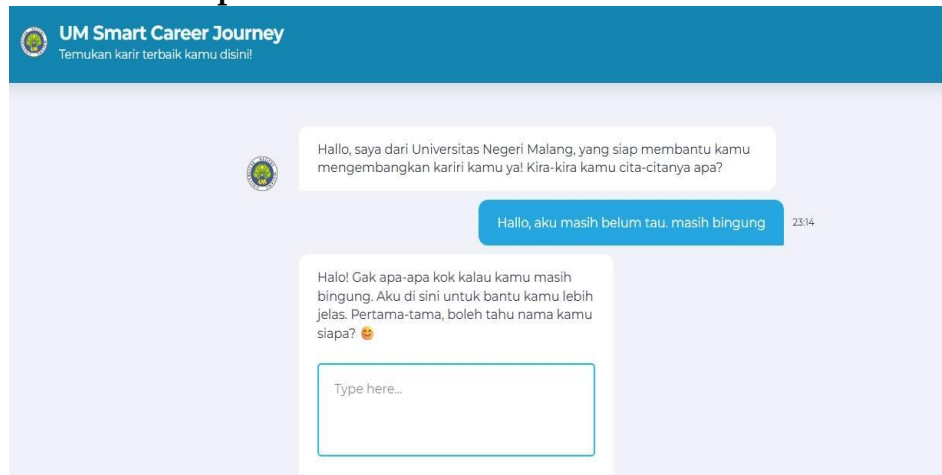 UM Smart Career Journey
Temukan karir terbaik kamu disini!
Hallo, saya dari Universitas Negeri Malang, yang siap membantu kamu
mengembangkan kariri kamu ya! Kira-kira kamu cita-citanya apa?
Hallo, aku masih belum tau. masih bingung
23:14
Halo! Gak apa-apa kok kalau kamu masih
bingung. Aku di sini untuk bantu kamu lebih
jelas. Pertama-tama, boleh tahu nama kamu
siapa? 😊
Type here...